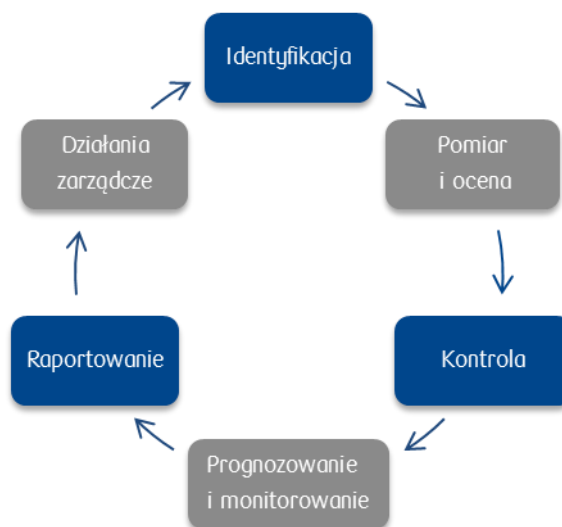 Identyfikacja
Pomiar
i ocena
Kontrola
Prognozowanie
i monitorowanie
Raportowanie
Działania
zarządcze